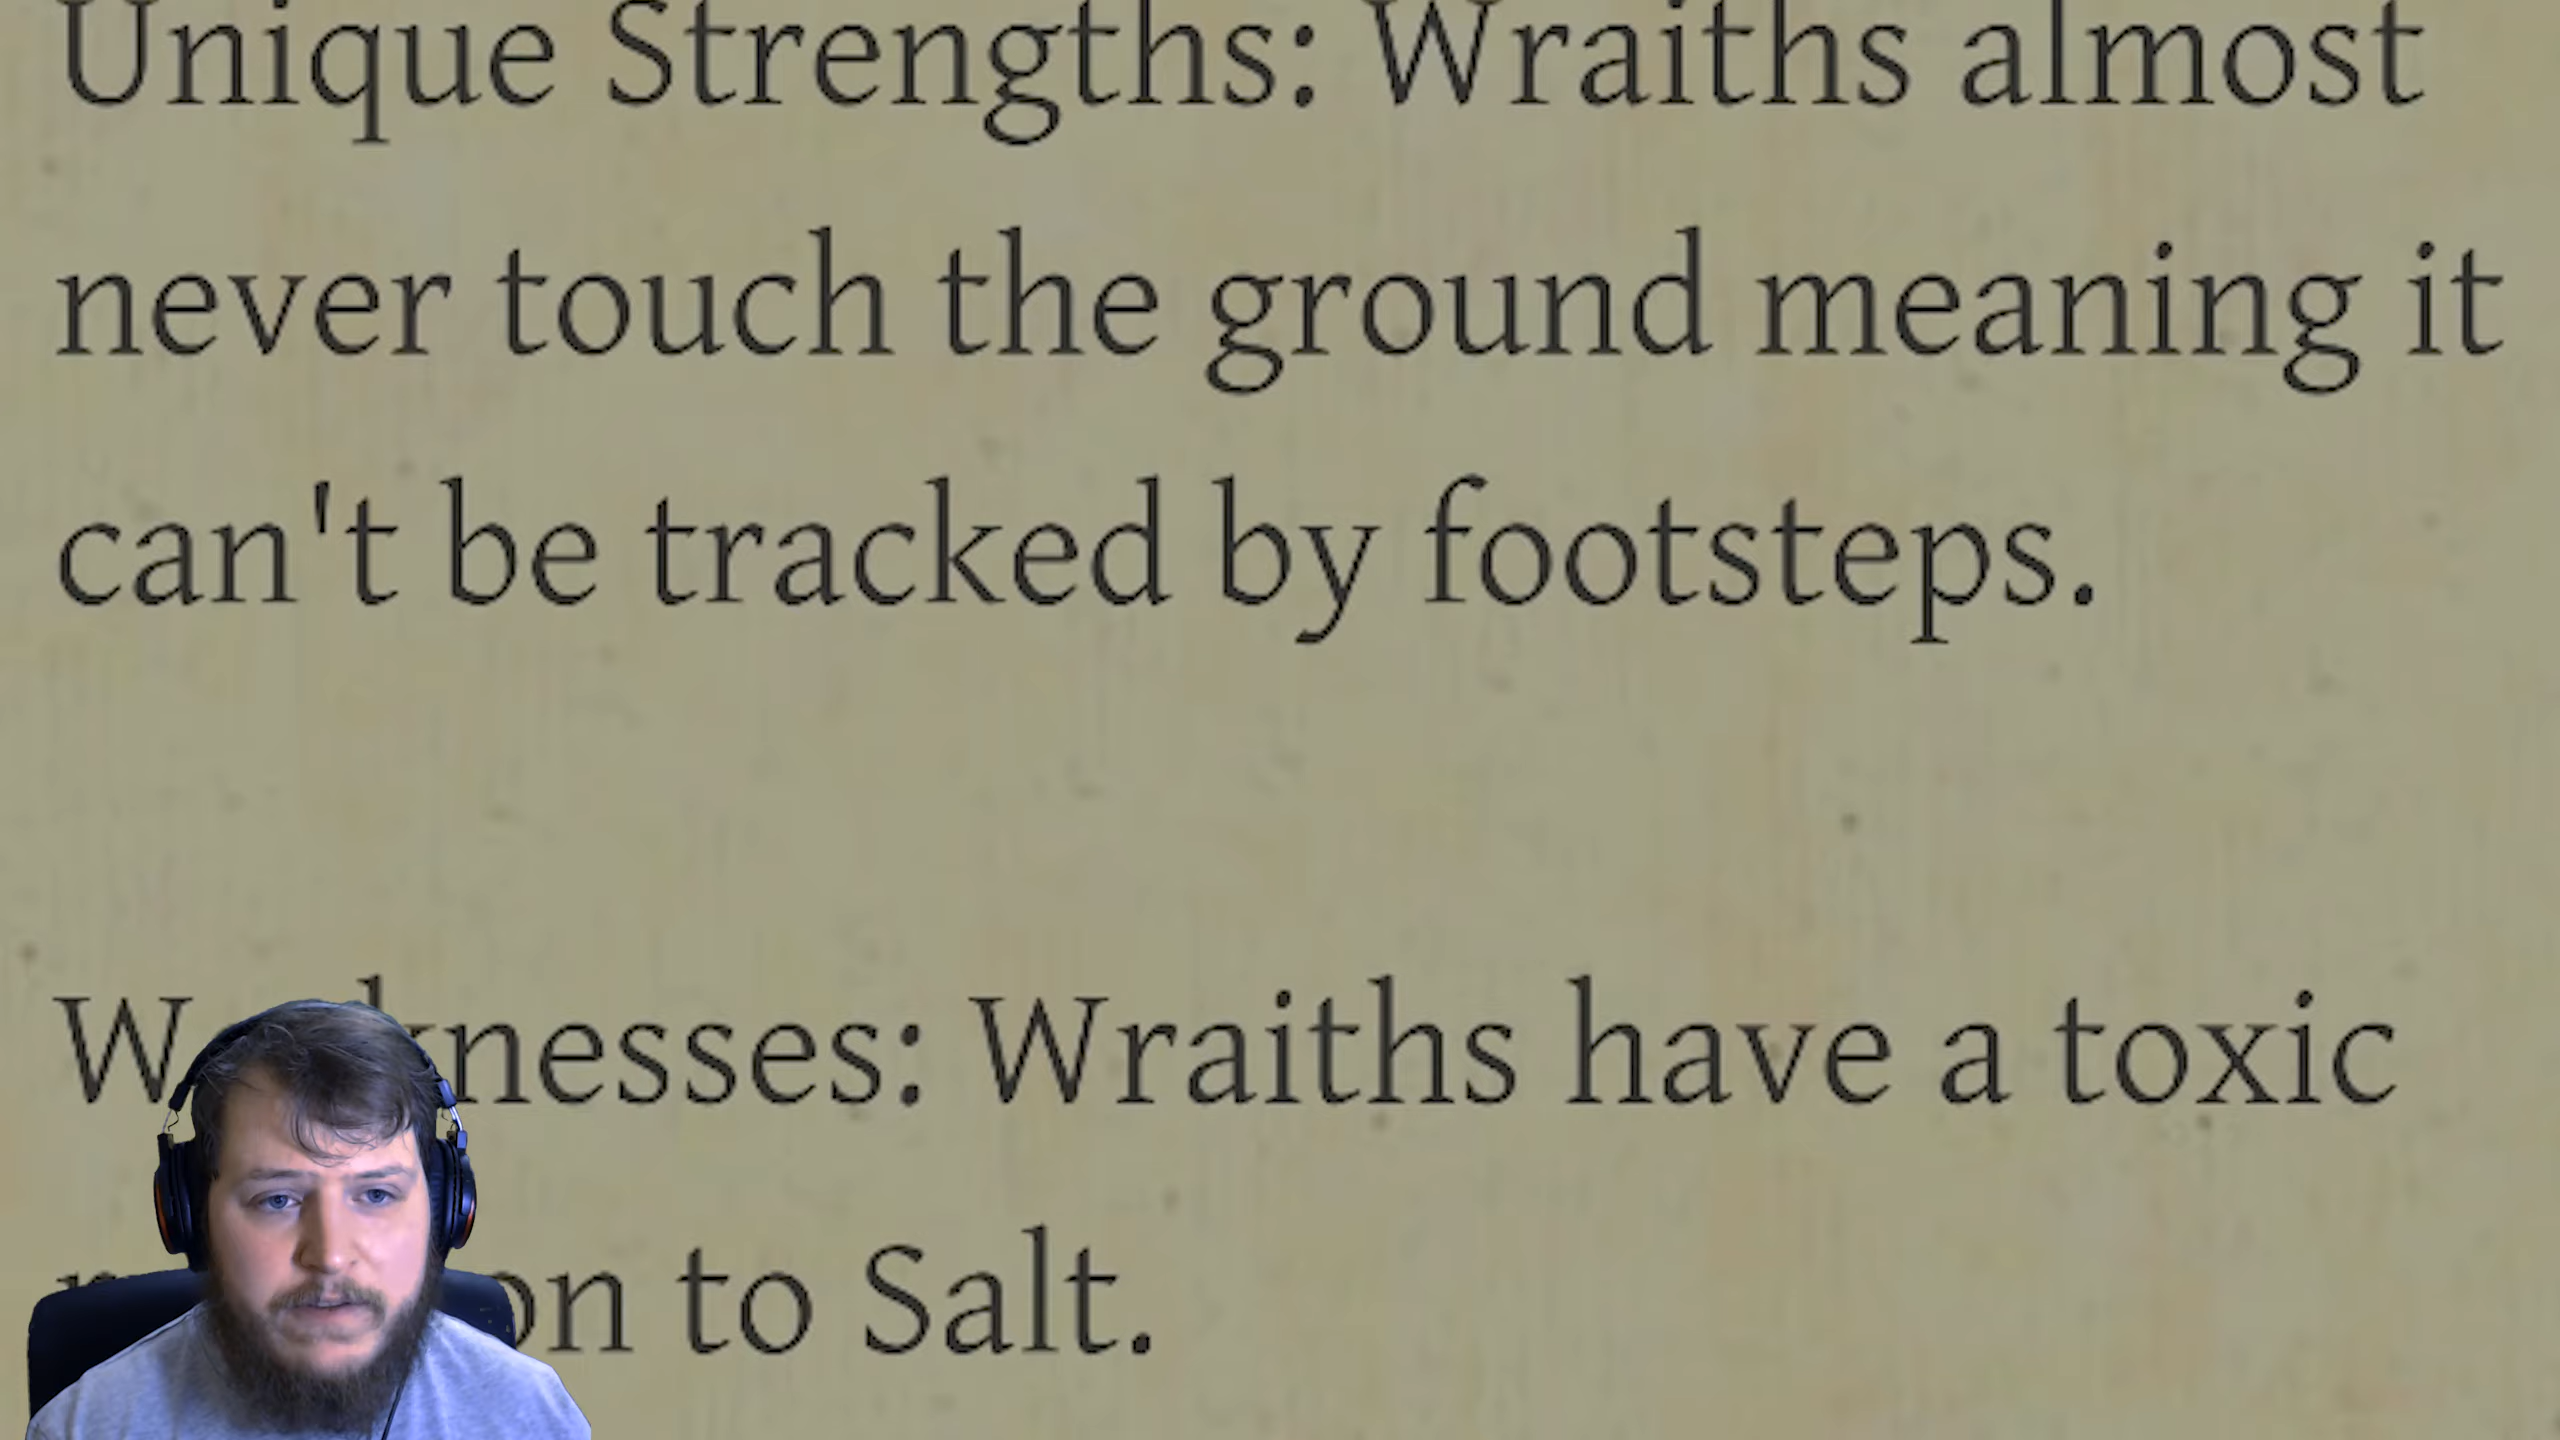 Unique Strengths: Wraiths almost
never touch the ground meaning it
can't be tracked by footsteps.
Wraiths have a toxic
to Salt.